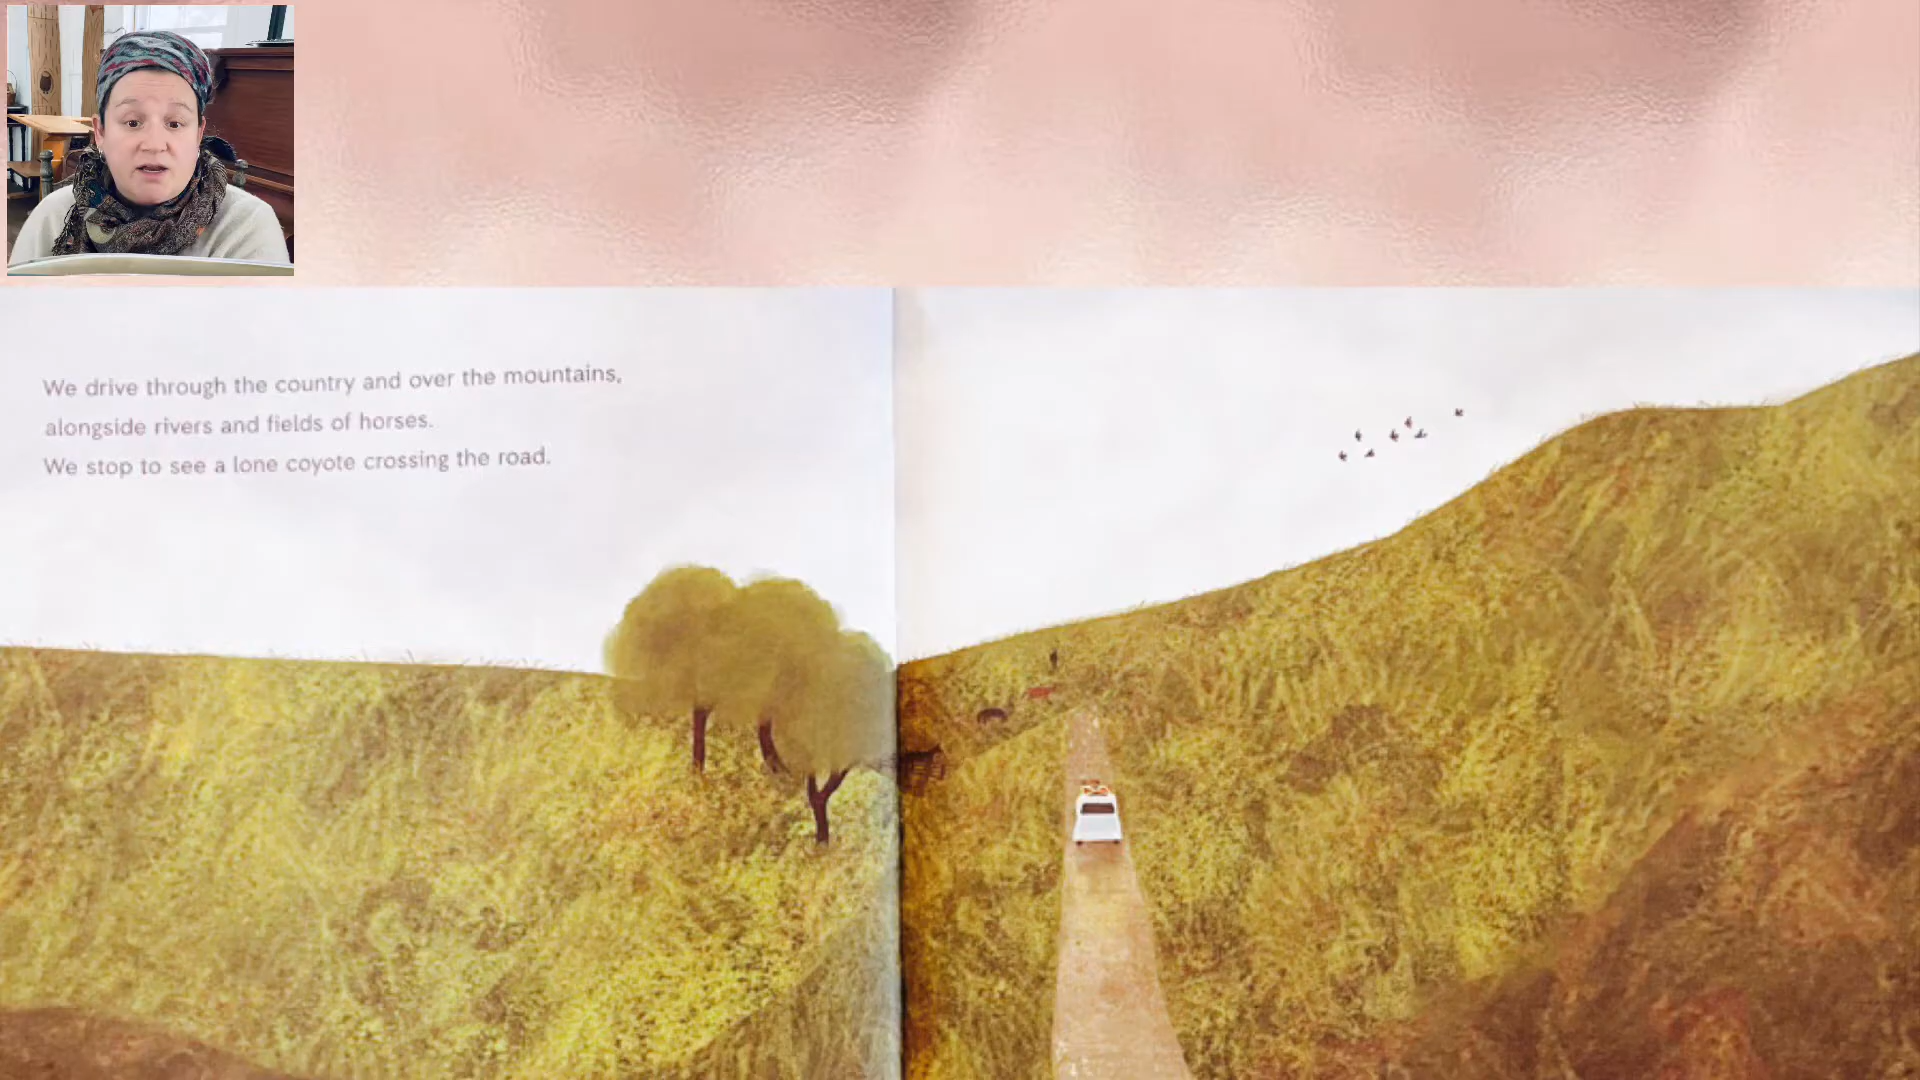 We drive through the country and over the mountains,
alongside rivers and fields of horses.
We stop to see a lone coyote crossing the road.